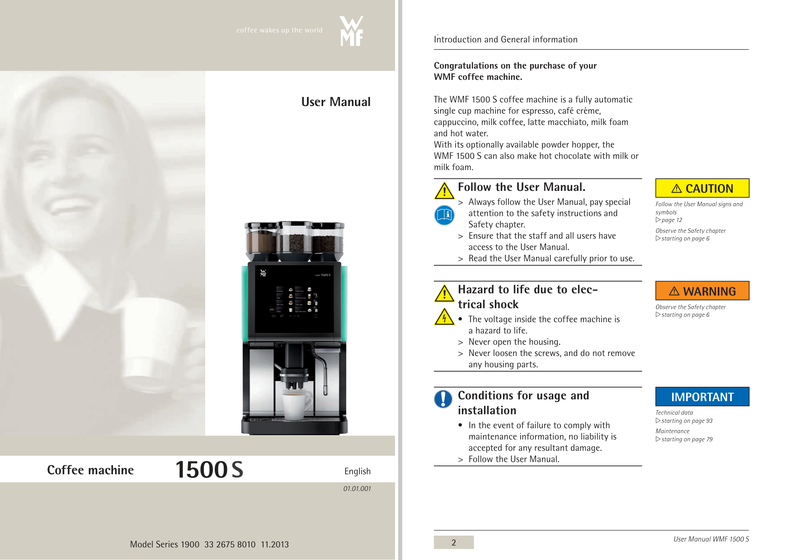 coffee wakes up the world
WMF
User Manual
Coffee machine
1500 S
English
01.01.001
Model Series 1900 33 2675 8010 11.2013
Introduction and General information
Congratulations on the purchase of your
WMF coffee machine.
The WMF 1500 S coffee machine is a fully automatic
single cup machine for espresso, café crème,
cappuccino, milk coffee, latte macchiato, milk foam
and hot water.
With its optionally available powder hopper, the
WMF 1500 S can also make hot chocolate with milk or
milk foam.
Follow the User Manual.
> Always follow the User Manual, pay special
attention to the safety instructions and
Safety chapter.
> Ensure that the staff and all users have
access to the User Manual.
> Read the User Manual carefully prior to use.
CAUTION
Follow the User Manual signs and
symbols
▷ page 12
Observe the Safety chapter
▷ starting on page 6
Hazard to life due to elec-
trical shock
• The voltage inside the coffee machine is
a hazard to life.
> Never open the housing.
> Never loosen the screws, and do not remove
any housing parts.
WARNING
Observe the Safety chapter
▷ starting on page 6
Conditions for usage and
installation
• In the event of failure to comply with
maintenance information, no liability is
accepted for any resultant damage.
> Follow the User Manual.
IMPORTANT
Technical data
▷ starting on page 93
Maintenance
▷ starting on page 79
2
User Manual WMF 1500 S